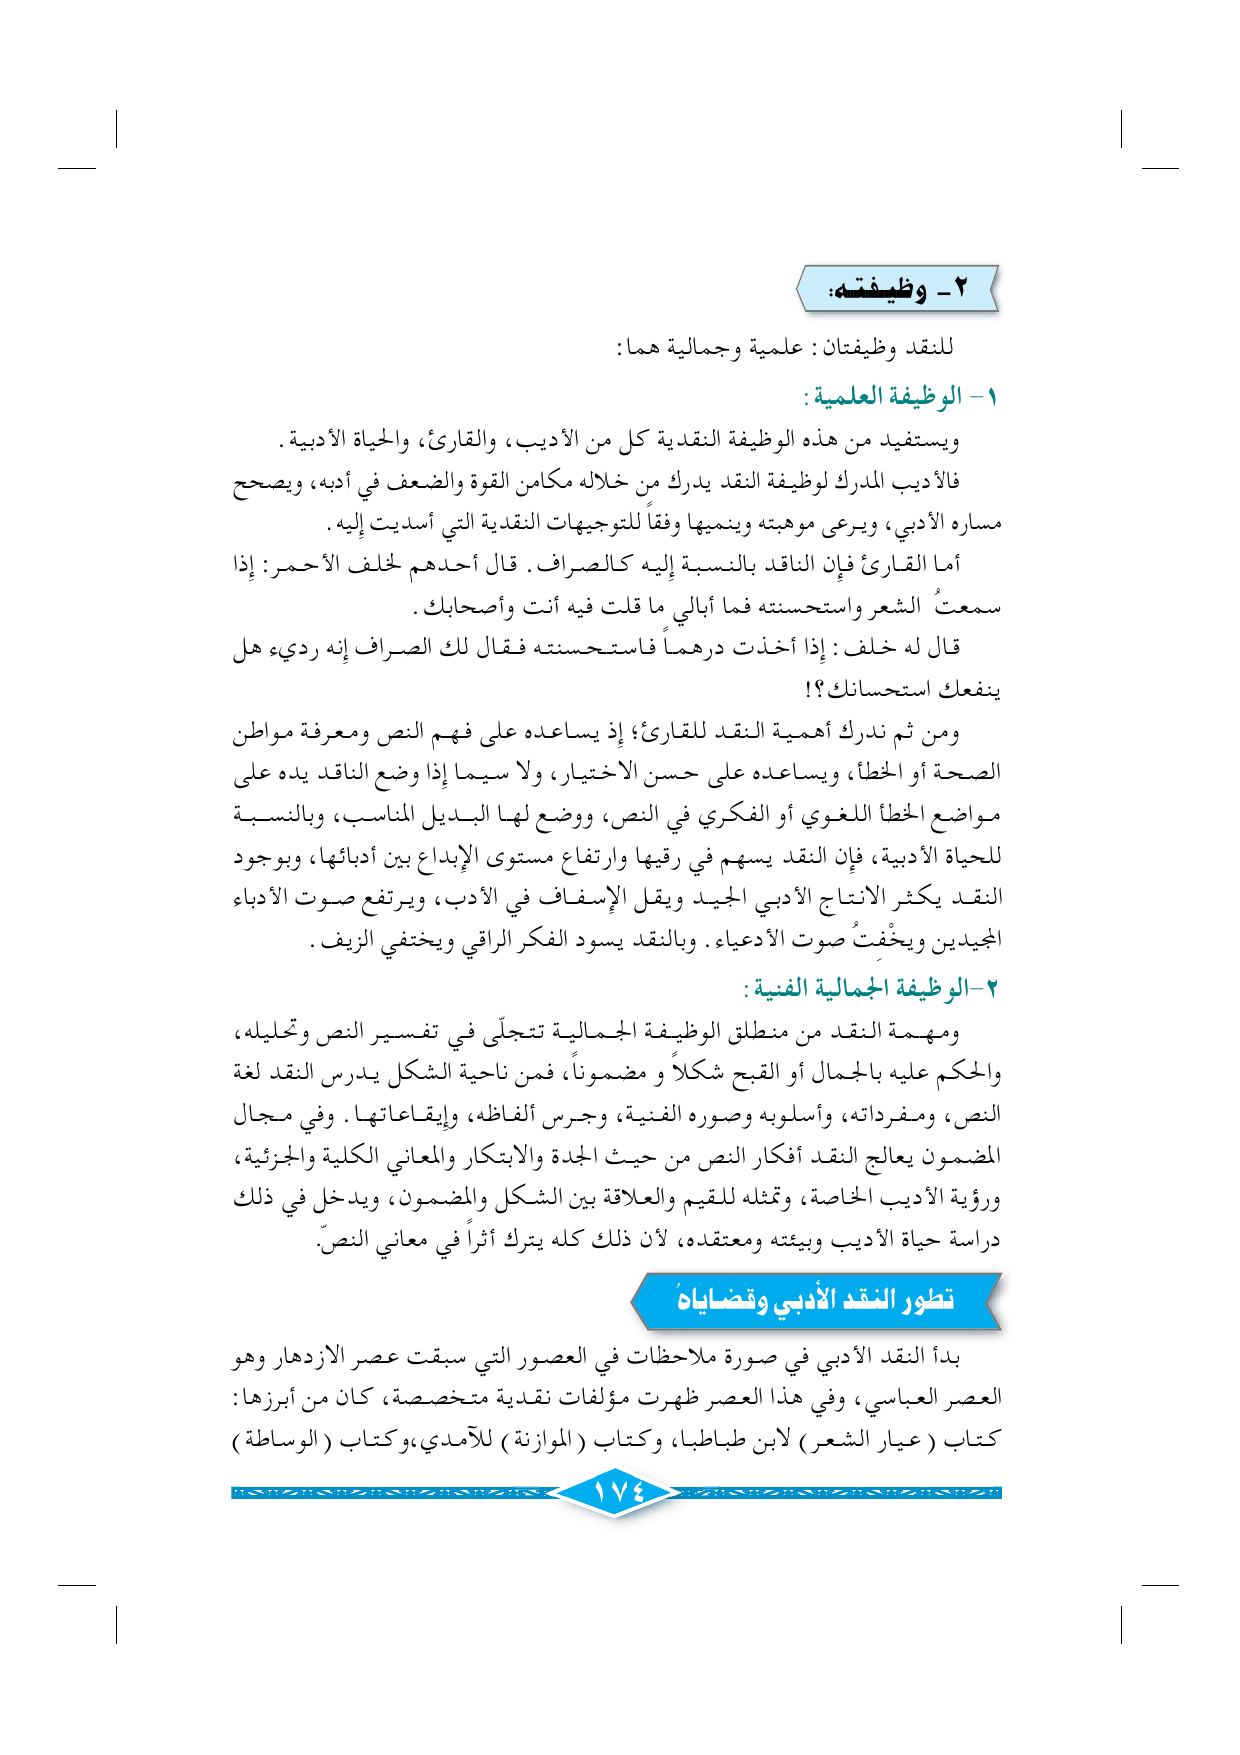 ٢ - وظيفته:
للنقد وظيفتان: علمية وجمالية هما:
١- الوظيفة العلمية:
ويستفيد من هذه الوظيفة النقدية كل من الأديب، والقارئ، والحياة الأدبية.
فالأديب المدرك لوظيفة النقد يدرك من خلاله مكامن القوة والضعف في أدبه، ويصحح
مساره الأدبي، ويرعى موهبته وينميها وفقاً للتوجيهات النقدية التي أسديت إليه.
أما القارئ فإن الناقد بالنسبة إليه كالصراف. قال أحدهم لخلف الأحمر: إذا
سمعتُ الشعر واستحسنته فما أبالي ما قلت فيه أنت وأصحابك.
قال له خلف: إذا أخذت درهماً فاستحسنته فقال لك الصراف إنه رديء هل
ينفعك استحسانك؟!
ومن ثم ندرك أهمية النقد للقارئ؛ إذ يساعده على فهم النص ومعرفة مواطن
الصحة أو الخطأ، ويساعده على حسن الاختيار، ولا سيما إذا وضع الناقد يده على
مواضع الخطأ اللغوي أو الفكري في النص، ووضع لها البديل المناسب، وبالنسبة
للحياة الأدبية، فإن النقد يسهم في رقيها وارتفاع مستوى الإبداع بين أدبائها، وبوجود
النقد يكثر الانتاج الأدبي الجيد ويقل الإسفاف في الأدب، ويرتفع صوت الأدباء
المجيدين ويخْفِتُ صوت الأدعياء. وبالنقد يسود الفكر الراقي ويختفي الزيف.
٢-الوظيفة الجمالية الفنية:
ومهمة النقد من منطلق الوظيفة الجمالية تتجلّى في تفسير النص وتحليله،
والحكم عليه بالجمال أو القبح شكلاً و مضموناً، فمن ناحية الشكل يدرس النقد لغة
النص، ومفرداته، وأسلوبه وصوره الفنية، وجرس ألفاظه، وإيقاعاتها. وفي مجال
المضمون يعالج النقد أفكار النص من حيث الجدة والابتكار والمعاني الكلية والجزئية،
ورؤية الأديب الخاصة، وتمثله للقيم والعلاقة بين الشكل والمضمون، ويدخل في ذلك
دراسة حياة الأديب وبيئته ومعتقده، لأن ذلك كله يترك أثراً في معاني النصّ.
تطور النقد الأدبي وقضاياهُ
بدأ النقد الأدبي في صورة ملاحظات في العصور التي سبقت عصر الازدهار وهو
العصر العباسي، وفي هذا العصر ظهرت مؤلفات نقدية متخصصة، كان من أبرزها:
كتاب (عيار الشعر) لابن طباطبا، وكتاب (الموازنة) للآمدي،وكتاب (الوساطة)
١٧٤